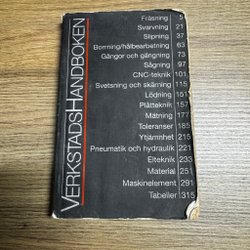 VERKSTADSHANDBOKEN
Fräsning 5
Svarvning 21
Slipning 37
Borrning/hålbearbetning 63
Gängor och gängning 73
Sågning 97
CNC-teknik 101
Svetsning och skärning 115
Lödning 151
Plåtteknik 157
Mätning 177
Toleranser 185
Ytjämnhet 215
Pneumatik och hydraulik 221
Elteknik 233
Material 251
Maskinelement 291
Tabeller 315